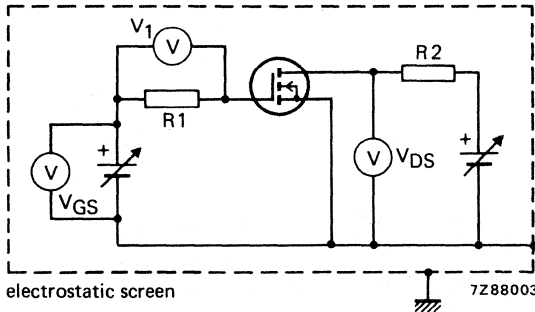 V1
V
R1
R2
+
V
VGS
V
VDS
+
electrostatic screen
7Z88003